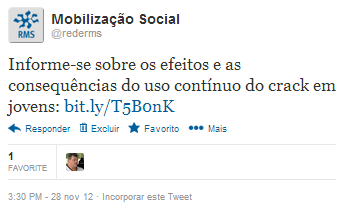 RMS
Mobilização Social
@rederms
Informe-se sobre os efeitos e as
consequências do uso contínuo do crack em
jovens: bit.ly/T5B0nK
Responder Excluir Favorito Mais
1
FAVORITE
3:30 PM - 28 nov 12 · Incorporar este Tweet